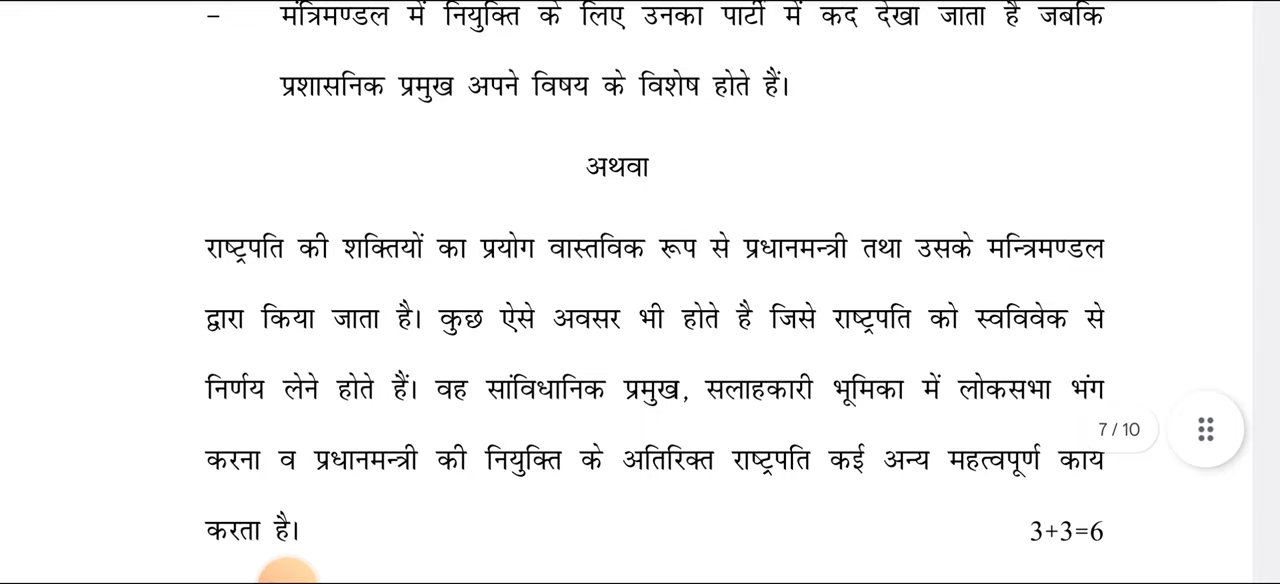 – मंत्रिमण्डल में नियुक्ति के लिए उनका पार्टी में कद देखा जाता है जबकि
प्रशासनिक प्रमुख अपने विषय के विशेष होते हैं।
अथवा
राष्ट्रपति की शक्तियों का प्रयोग वास्तविक रूप से प्रधानमन्त्री तथा उसके मन्त्रिमण्डल
द्वारा किया जाता है। कुछ ऐसे अवसर भी होते है जिसे राष्ट्रपति को स्वविवेक से
निर्णय लेने होते हैं। वह सांविधानिक प्रमुख, सलाहकारी भूमिका में लोकसभा भंग
7 / 10
करना व प्रधानमन्त्री की नियुक्ति के अतिरिक्त राष्ट्रपति कई अन्य महत्वपूर्ण काय
करता है। 3+3=6